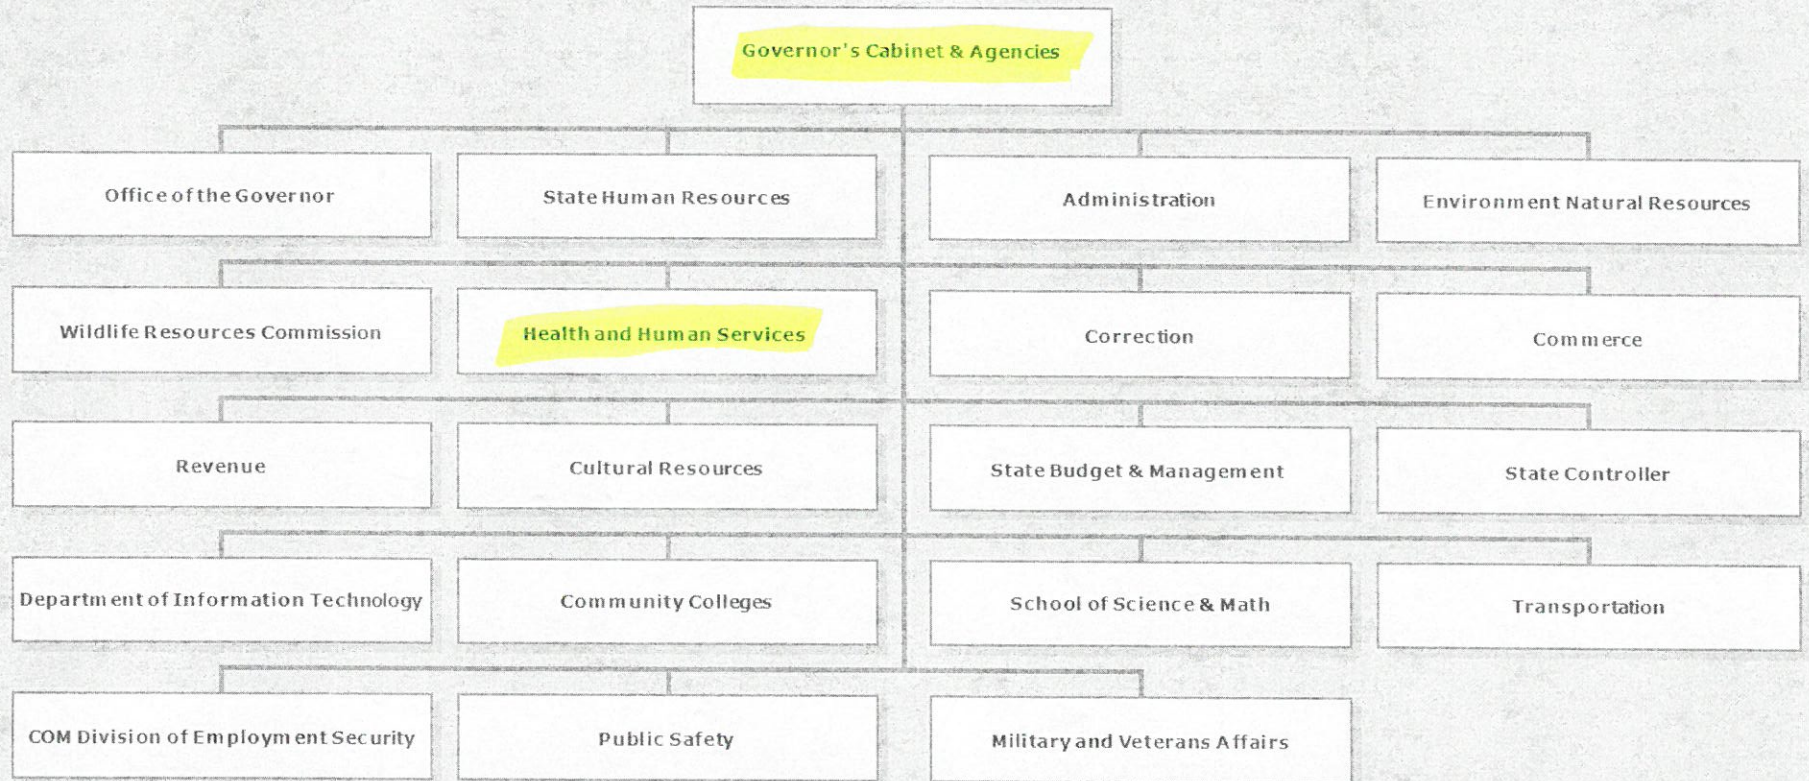 Governor's Cabinet & Agencies
Office of the Governor
State Human Resources
Administration
Environment Natural Resources
Wildlife Resources Commission
Health and Human Services
Correction
Commerce
Revenue
Cultural Resources
State Budget & Management
State Controller
Department of Information Technology
Community Colleges
School of Science & Math
Transportation
COM Division of Employment Security
Public Safety
Military and Veterans Affairs